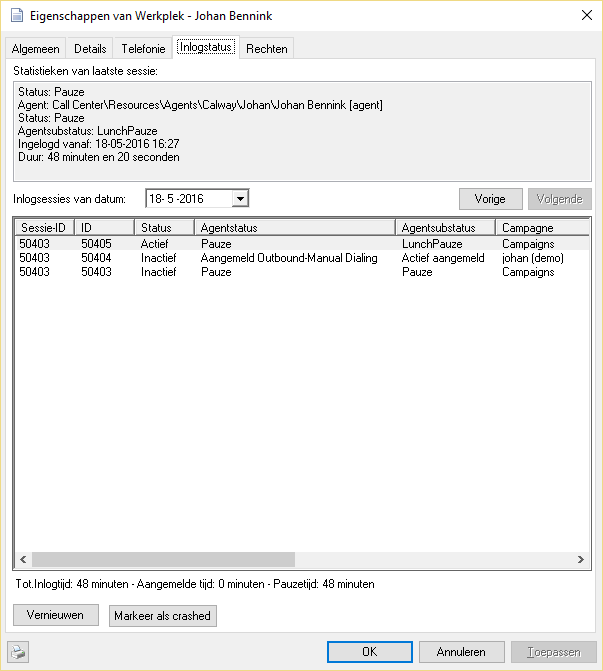 Eigenschappen van Werkplek - Johan Bennink
Algemeen Details Telefonie Inlogstatus Rechten
Statistieken van laatste sessie:
Status: Pauze
Agent: Call Center\Resources\Agents\Calway\Johan\Johan Bennink [agent]
Status: Pauze
Agentsubstatus: LunchPauze
Ingelogd vanaf: 18-05-2016 16:27
Duur: 48 minuten en 20 seconden
Inlogsessies van datum: 18- 5 -2016 Vorige Volgende
Sessie-ID ID Status Agentstatus Agentsubstatus Campagne
50403 50405 Actief Pauze LunchPauze Campaigns
50403 50404 Inactief Aangemeld Outbound-Manual Dialing Actief aangemeld johan (demo)
50403 50403 Inactief Pauze Pauze Campaigns
Tot.Inlogtijd: 48 minuten - Aangemelde tijd: 0 minuten - Pauzetijd: 48 minuten
Vernieuwen Markeer als crashed
OK Annuleren Toepassen